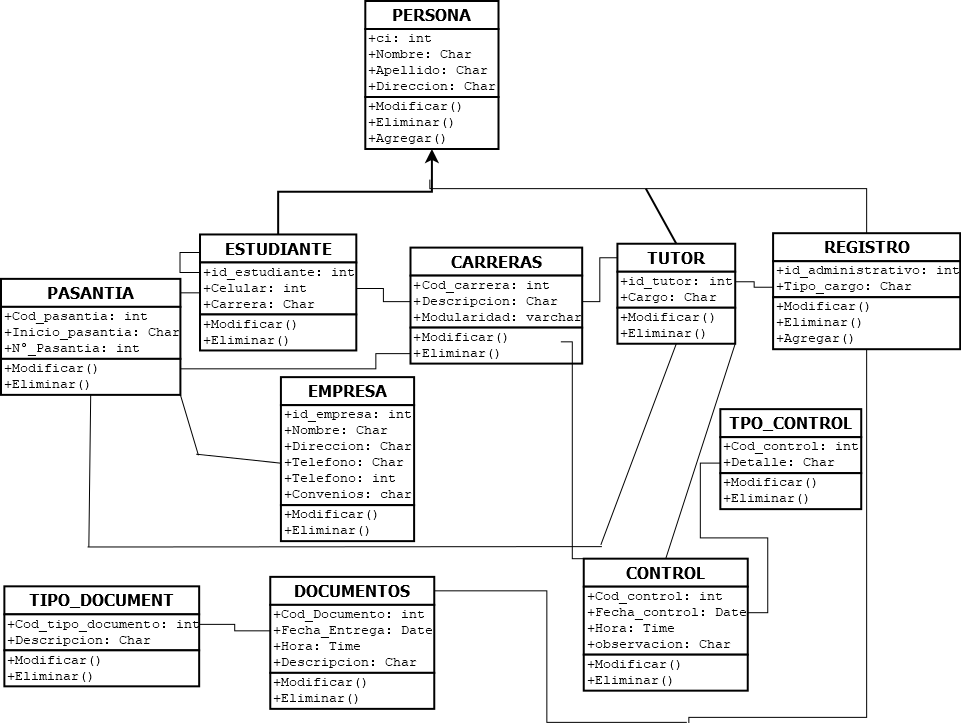 PERSONA
+ci: int
+Nombre: Char
+Apellido: Char
+Direccion: Char
+Modificar()
+Eliminar()
+Agregar()
ESTUDIANTE
+id_estudiante: int
+Celular: int
+Carrera: Char
+Modificar()
+Eliminar()
CARRERAS
+Cod_carrera: int
+Descripcion: Char
+Modularidad: varchar
+Modificar()
+Eliminar()
TUTOR
+id_tutor: int
+Cargo: Char
+Modificar()
+Eliminar()
REGISTRO
+id_administrativo: int
+Tipo_cargo: Char
+Modificar()
+Eliminar()
+Agregar()
PASANTIA
+Cod_pasantia: int
+Inicio_pasantia: Char
+N°_Pasantia: int
+Modificar()
+Eliminar()
EMPRESA
+id_empresa: int
+Nombre: Char
+Direccion: Char
+Telefono: Char
+Telefono: int
+Convenios: char
+Modificar()
+Eliminar()
TPO_CONTROL
+Cod_control: int
+Detalle: Char
+Modificar()
+Eliminar()
TIPO_DOCUMENT
+Cod_tipo_documento: int
+Descripcion: Char
+Modificar()
+Eliminar()
DOCUMENTOS
+Cod_Documento: int
+Fecha_Entrega: Date
+Hora: Time
+Descripcion: Char
+Modificar()
+Eliminar()
CONTROL
+Cod_control: int
+Fecha_control: Date
+Hora: Time
+observacion: Char
+Modificar()
+Eliminar()